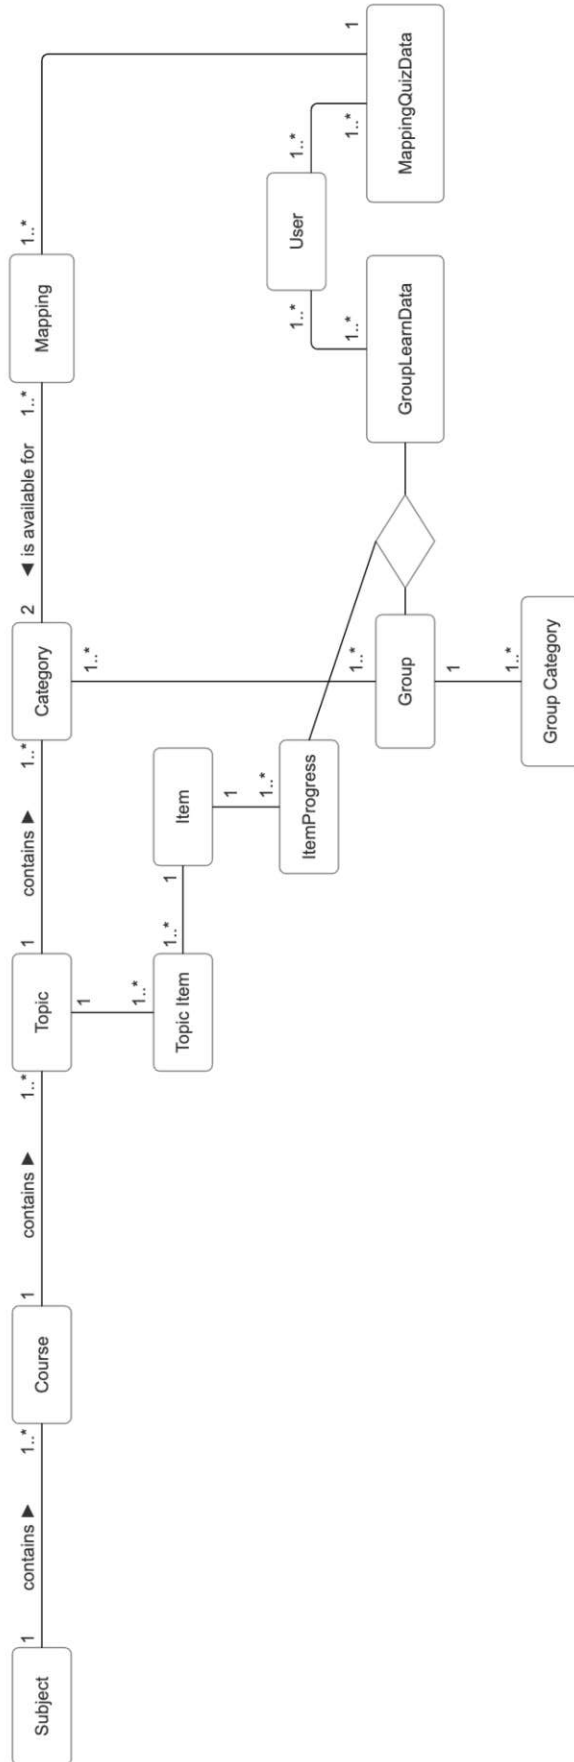 Subject
1
contains ▶
1..*
Course
1
contains ▶
1..*
Topic
1
contains ▶
1..*
Category
2
◀ is available for
1..*
Mapping
1..*
1
1
1..*
Topic Item
1..*
1
Item
1
1..*
ItemProgress
1..*
1..*
Group
1
1..*
Group Category
GroupLearnData
1..*
1..*
User
1..*
1..*
MappingQuizData